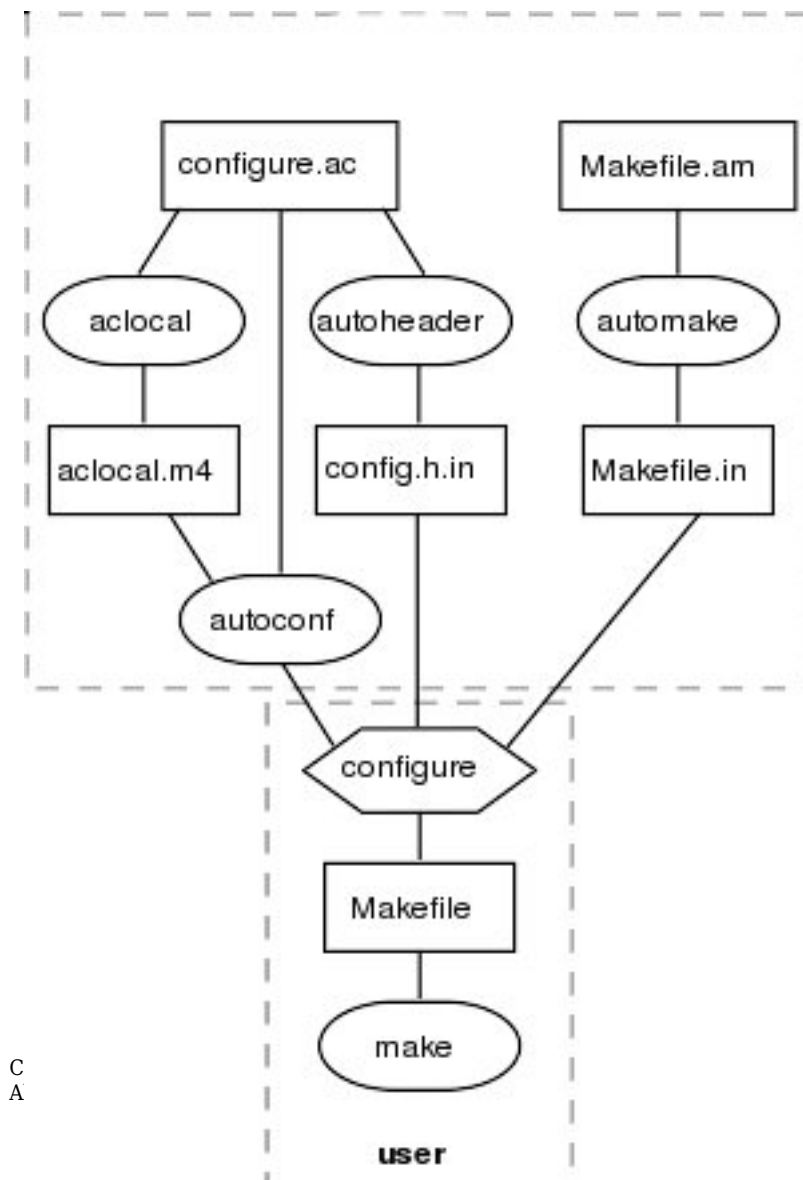 configure.ac
Makefile.am
aclocal
autoheader
automake
aclocal.m4
config.h.in
Makefile.in
autoconf
configure
Makefile
make
C
A
user